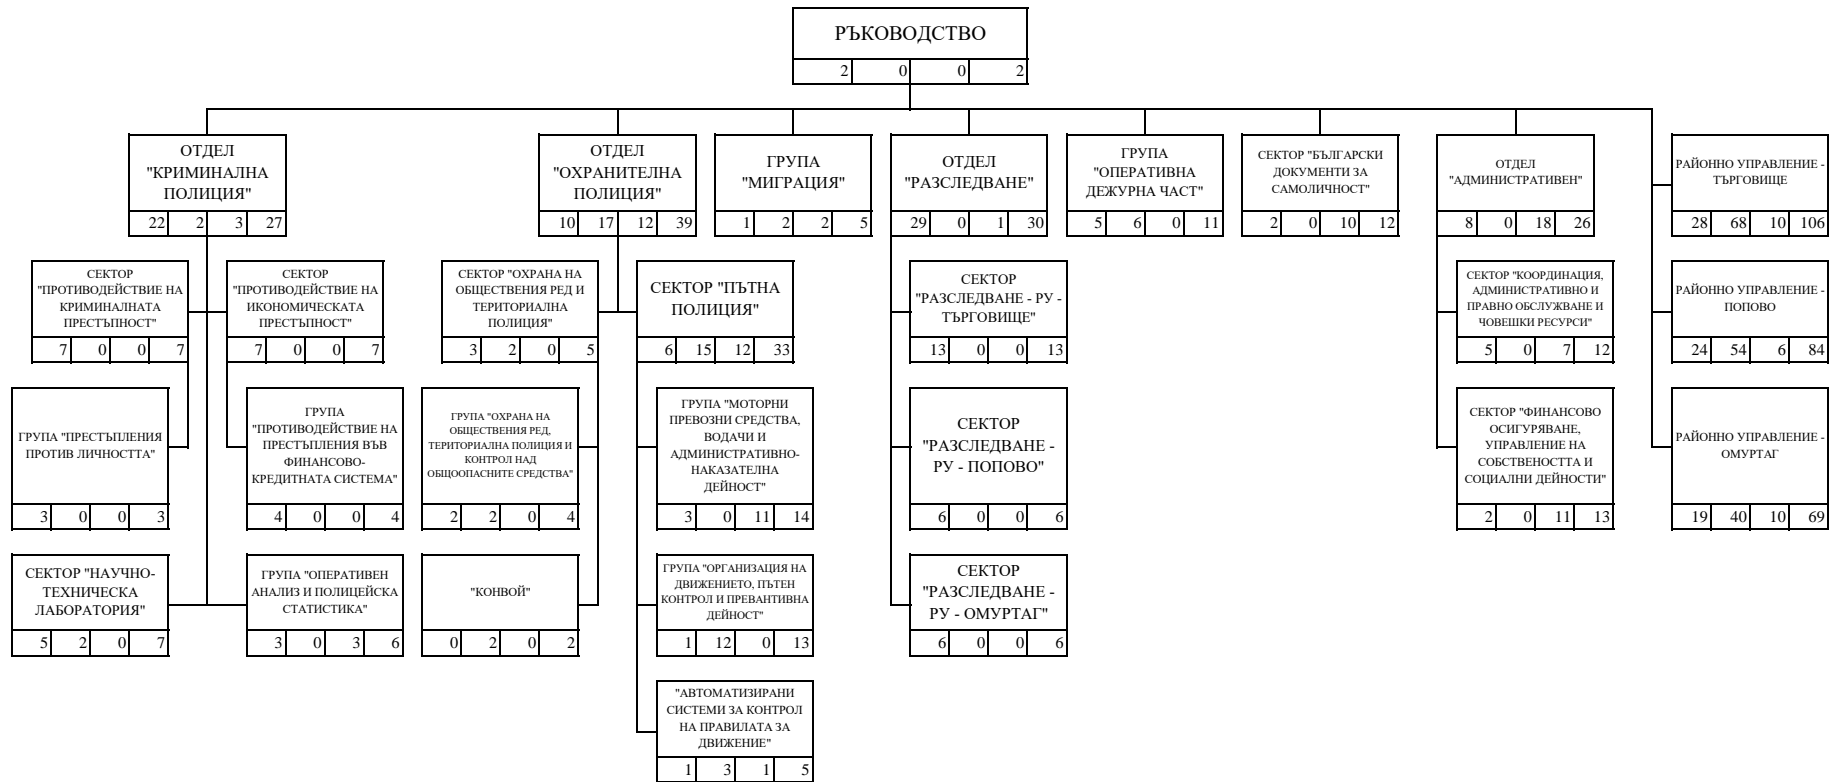 РЪКОВОДСТВО
2 0 0 2
ОТДЕЛ
"КРИМИНАЛНА
ПОЛИЦИЯ"
22 2 3 27
ОТДЕЛ
"ОХРАНИТЕЛНА
ПОЛИЦИЯ"
10 17 12 39
ГРУПА
"МИГРАЦИЯ"
1 2 2 5
ОТДЕЛ
"РАЗСЛЕДВАНЕ"
29 0 1 30
ГРУПА
"ОПЕРАТИВНА
ДЕЖУРНА ЧАСТ"
5 6 0 11
СЕКТОР "БЪЛГАРСКИ
ДОКУМЕНТИ ЗА
САМОЛИЧНОСТ"
2 0 10 12
ОТДЕЛ
"АДМИНИСТРАТИВЕН"
8 0 18 26
РАЙОННО УПРАВЛЕНИЕ -
ТЪРГОВИЩЕ
28 68 10 106
СЕКТОР
"ПРОТИВОДЕЙСТВИЕ НА
КРИМИНАЛНАТА
ПРЕСТЪПНОСТ"
7 0 0 7
СЕКТОР
"ПРОТИВОДЕЙСТВИЕ НА
ИКОНОМИЧЕСКАТА
ПРЕСТЪПНОСТ"
7 0 0 7
СЕКТОР "ОХРАНА НА
ОБЩЕСТВЕНИЯ РЕД И
ТЕРИТОРИАЛНА
ПОЛИЦИЯ"
3 2 0 5
СЕКТОР "ПЪТНА
ПОЛИЦИЯ"
6 15 12 33
СЕКТОР
"РАЗСЛЕДВАНЕ - РУ -
ТЪРГОВИЩЕ"
13 0 0 13
СЕКТОР "КООРДИНАЦИЯ,
АДМИНИСТРАТИВНО И
ПРАВНО ОБСЛУЖВАНЕ И
ЧОВЕШКИ РЕСУРСИ"
5 0 7 12
РАЙОННО УПРАВЛЕНИЕ -
ПОПОВО
24 54 6 84
ГРУПА "ПРЕСТЪПЛЕНИЯ
ПРОТИВ ЛИЧНОСТТА"
3 0 0 3
ГРУПА
"ПРОТИВОДЕЙСТВИЕ НА
ПРЕСТЪПЛЕНИЯ ВЪВ
ФИНАНСОВО-
КРЕДИТНАТА СИСТЕМА"
4 0 0 4
ГРУПА "ОХРАНА НА
ОБЩЕСТВЕНИЯ РЕД,
ТЕРИТОРИАЛНА ПОЛИЦИЯ И
КОНТРОЛ НАД
ОБЩООПАСНИТЕ СРЕДСТВА"
2 2 0 4
ГРУПА "МОТОРНИ
ПРЕВОЗНИ СРЕДСТВА,
ВОДАЧИ И
АДМИНИСТРАТИВНО-
НАКАЗАТЕЛНА
ДЕЙНОСТ"
3 0 11 14
СЕКТОР
"РАЗСЛЕДВАНЕ -
РУ - ПОПОВО"
6 0 0 6
СЕКТОР "ФИНАНСОВО
ОСИГУРЯВАНЕ,
УПРАВЛЕНИЕ НА
СОБСТВЕНОСТТА И
СОЦИАЛНИ ДЕЙНОСТИ"
2 0 11 13
РАЙОННО УПРАВЛЕНИЕ -
ОМУРТАГ
19 40 10 69
СЕКТОР "НАУЧНО-
ТЕХНИЧЕСКА
ЛАБОРАТОРИЯ"
5 2 0 7
ГРУПА "ОПЕРАТИВЕН
АНАЛИЗ И ПОЛИЦЕЙСКА
СТАТИСТИКА"
3 0 3 6
"КОНВОЙ"
0 2 0 2
ГРУПА "ОРГАНИЗАЦИЯ НА
ДВИЖЕНИЕТО, ПЪТЕН
КОНТРОЛ И ПРЕВАНТИВНА
ДЕЙНОСТ"
1 12 0 13
СЕКТОР
"РАЗСЛЕДВАНЕ -
РУ - ОМУРТАГ"
6 0 0 6
"АВТОМАТИЗИРАНИ
СИСТЕМИ ЗА КОНТРОЛ
НА ПРАВИЛАТА ЗА
ДВИЖЕНИЕ"
1 3 1 5